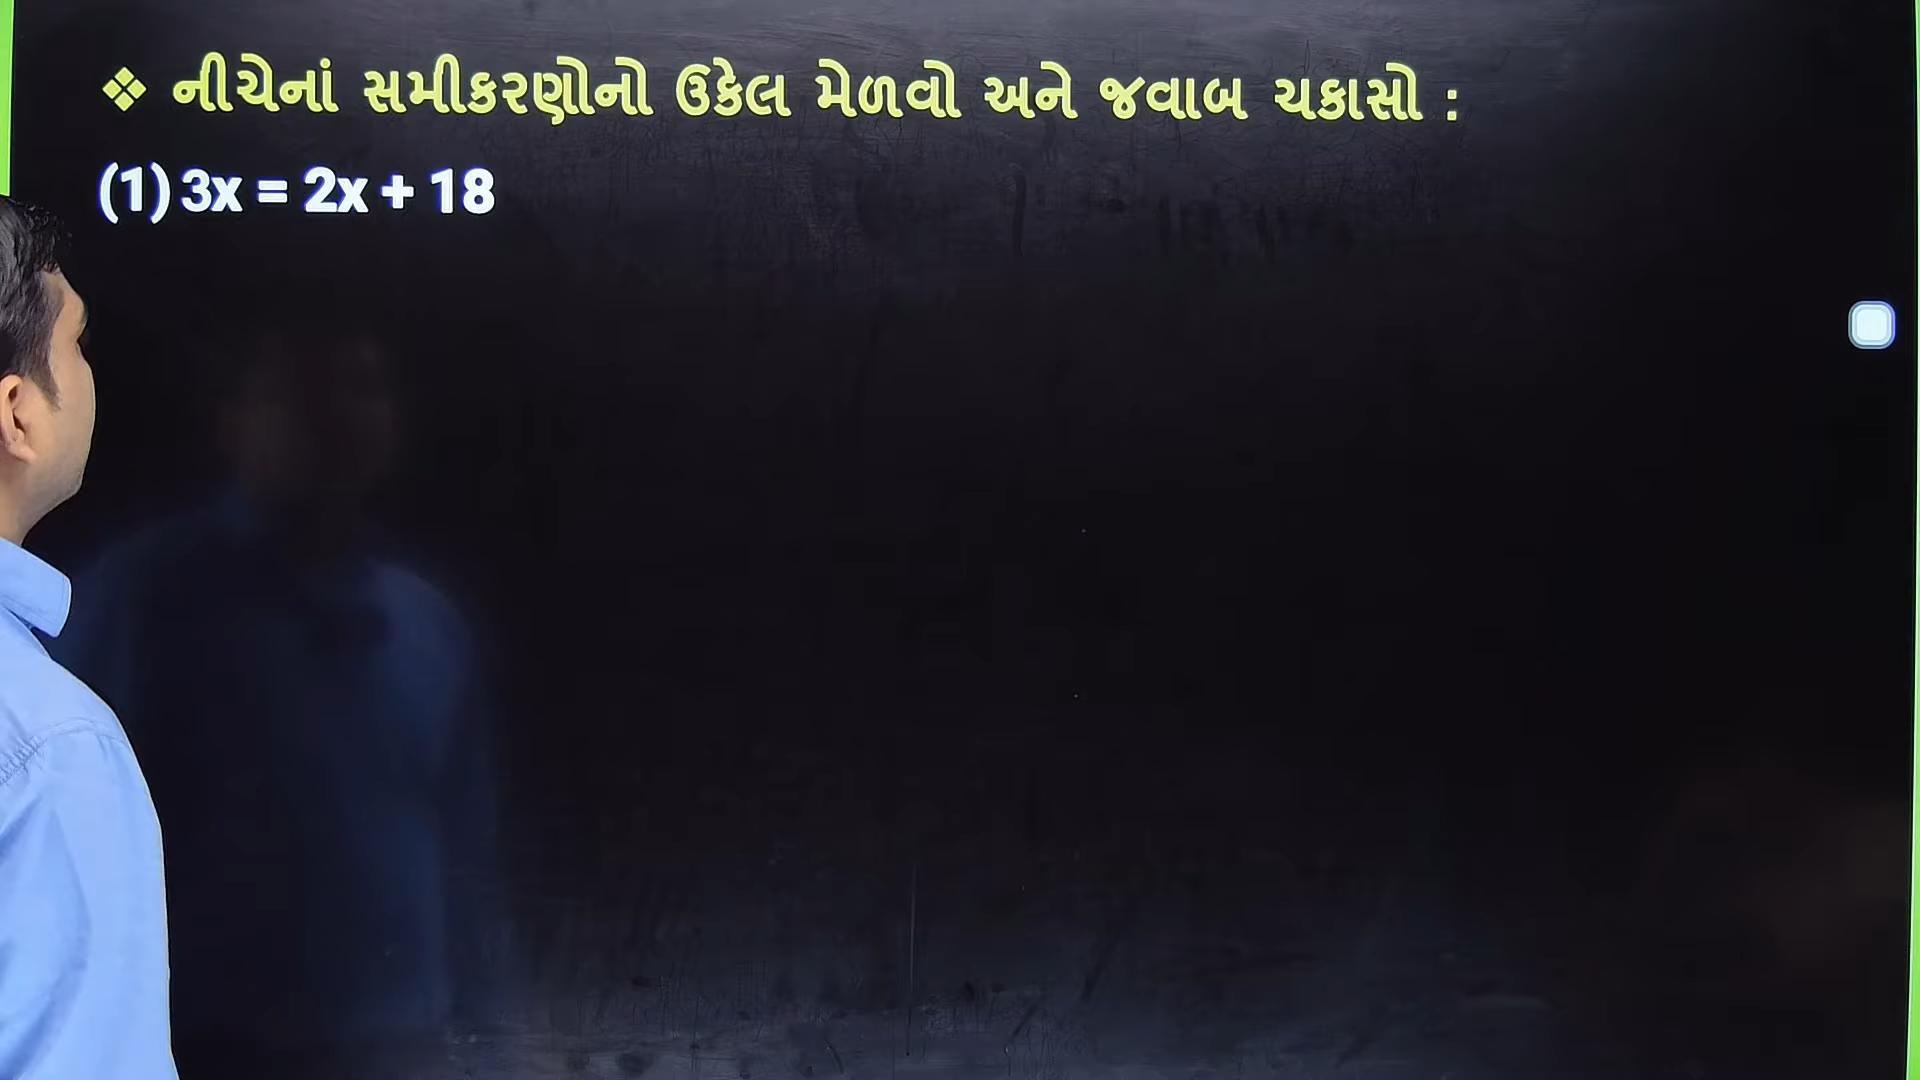 ❖ નીચેનાં સમીકરણોનો ઉકેલ મેળવો અને જવાબ ચકાસો :
(1) 3x = 2x + 18